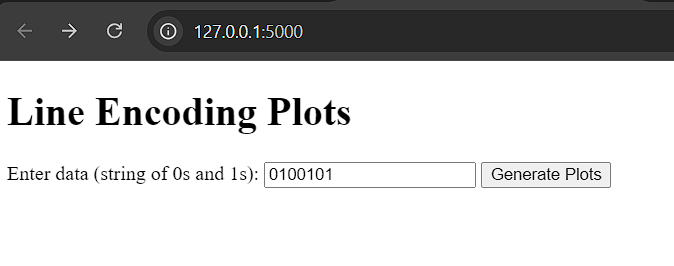 127.0.0.1:5000
Line Encoding Plots
Enter data (string of 0s and 1s): 0100101 Generate Plots